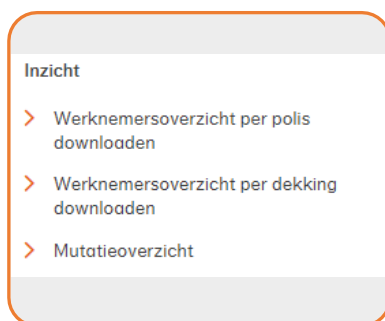 Inzicht
Werknemersoverzicht per polis
downloaden
Werknemersoverzicht per dekking
downloaden
Mutatieoverzicht